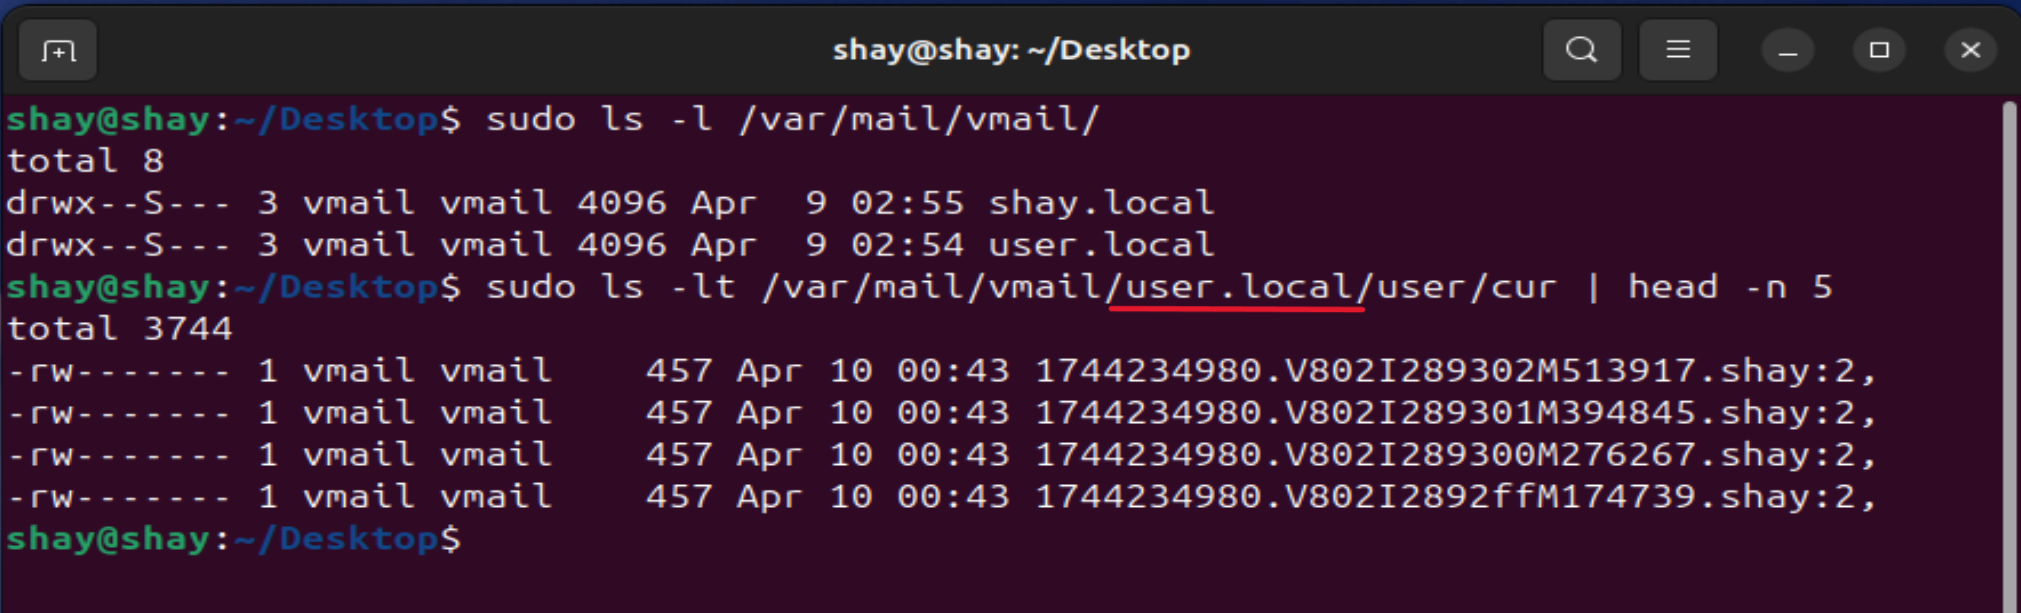 shay@shay: ~/Desktop
shay@shay:~/Desktop$ sudo ls -l /var/mail/vmail/
total 8
drwx--S--- 3 vmail vmail 4096 Apr  9 02:55 shay.local
drwx--S--- 3 vmail vmail 4096 Apr  9 02:54 user.local
shay@shay:~/Desktop$ sudo ls -lt /var/mail/vmail/user.local/user/cur | head -n 5
total 3744
-rw------- 1 vmail vmail    457 Apr 10 00:43 1744234980.V802I289302M513917.shay:2,
-rw------- 1 vmail vmail    457 Apr 10 00:43 1744234980.V802I289301M394845.shay:2,
-rw------- 1 vmail vmail    457 Apr 10 00:43 1744234980.V802I289300M276267.shay:2,
-rw------- 1 vmail vmail    457 Apr 10 00:43 1744234980.V802I2892ffM174739.shay:2,
shay@shay:~/Desktop$